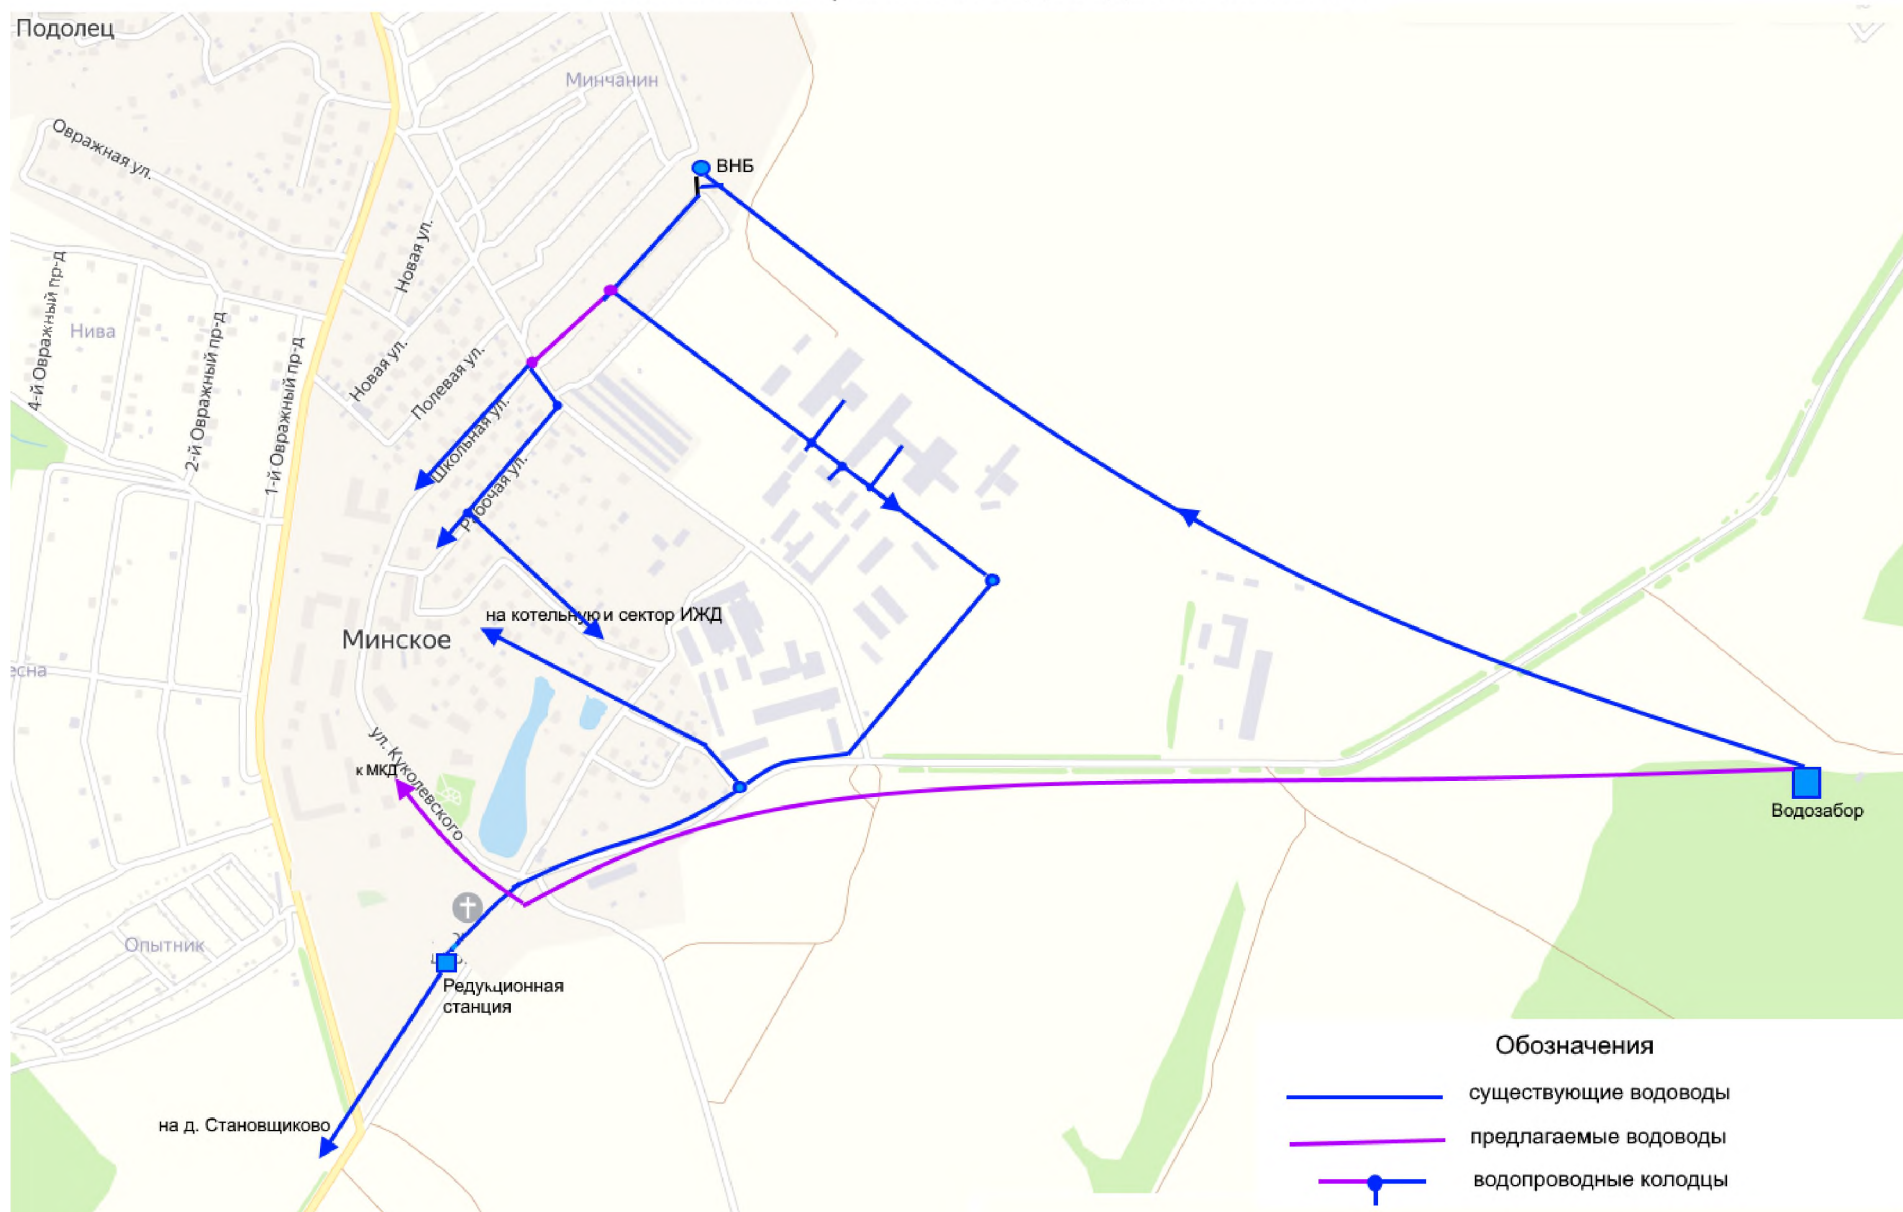 Подолец
Минчанин
Овражная ул.
ВНБ
Новая ул.
4-й Овражный пр-д
Нива
2-й Овражный пр-д
1-й Овражный пр-д
Новая ул.
Полевая ул.
Школьная ул.
Рабочая ул.
на котельную и сектор ИЖД
Минское
есна
ул. Куколевского
к МКД
Водозабор
Опытник
Редукционная
станция
на д. Становщиково
Обозначения
существующие водоводы
предлагаемые водоводы
водопроводные колодцы